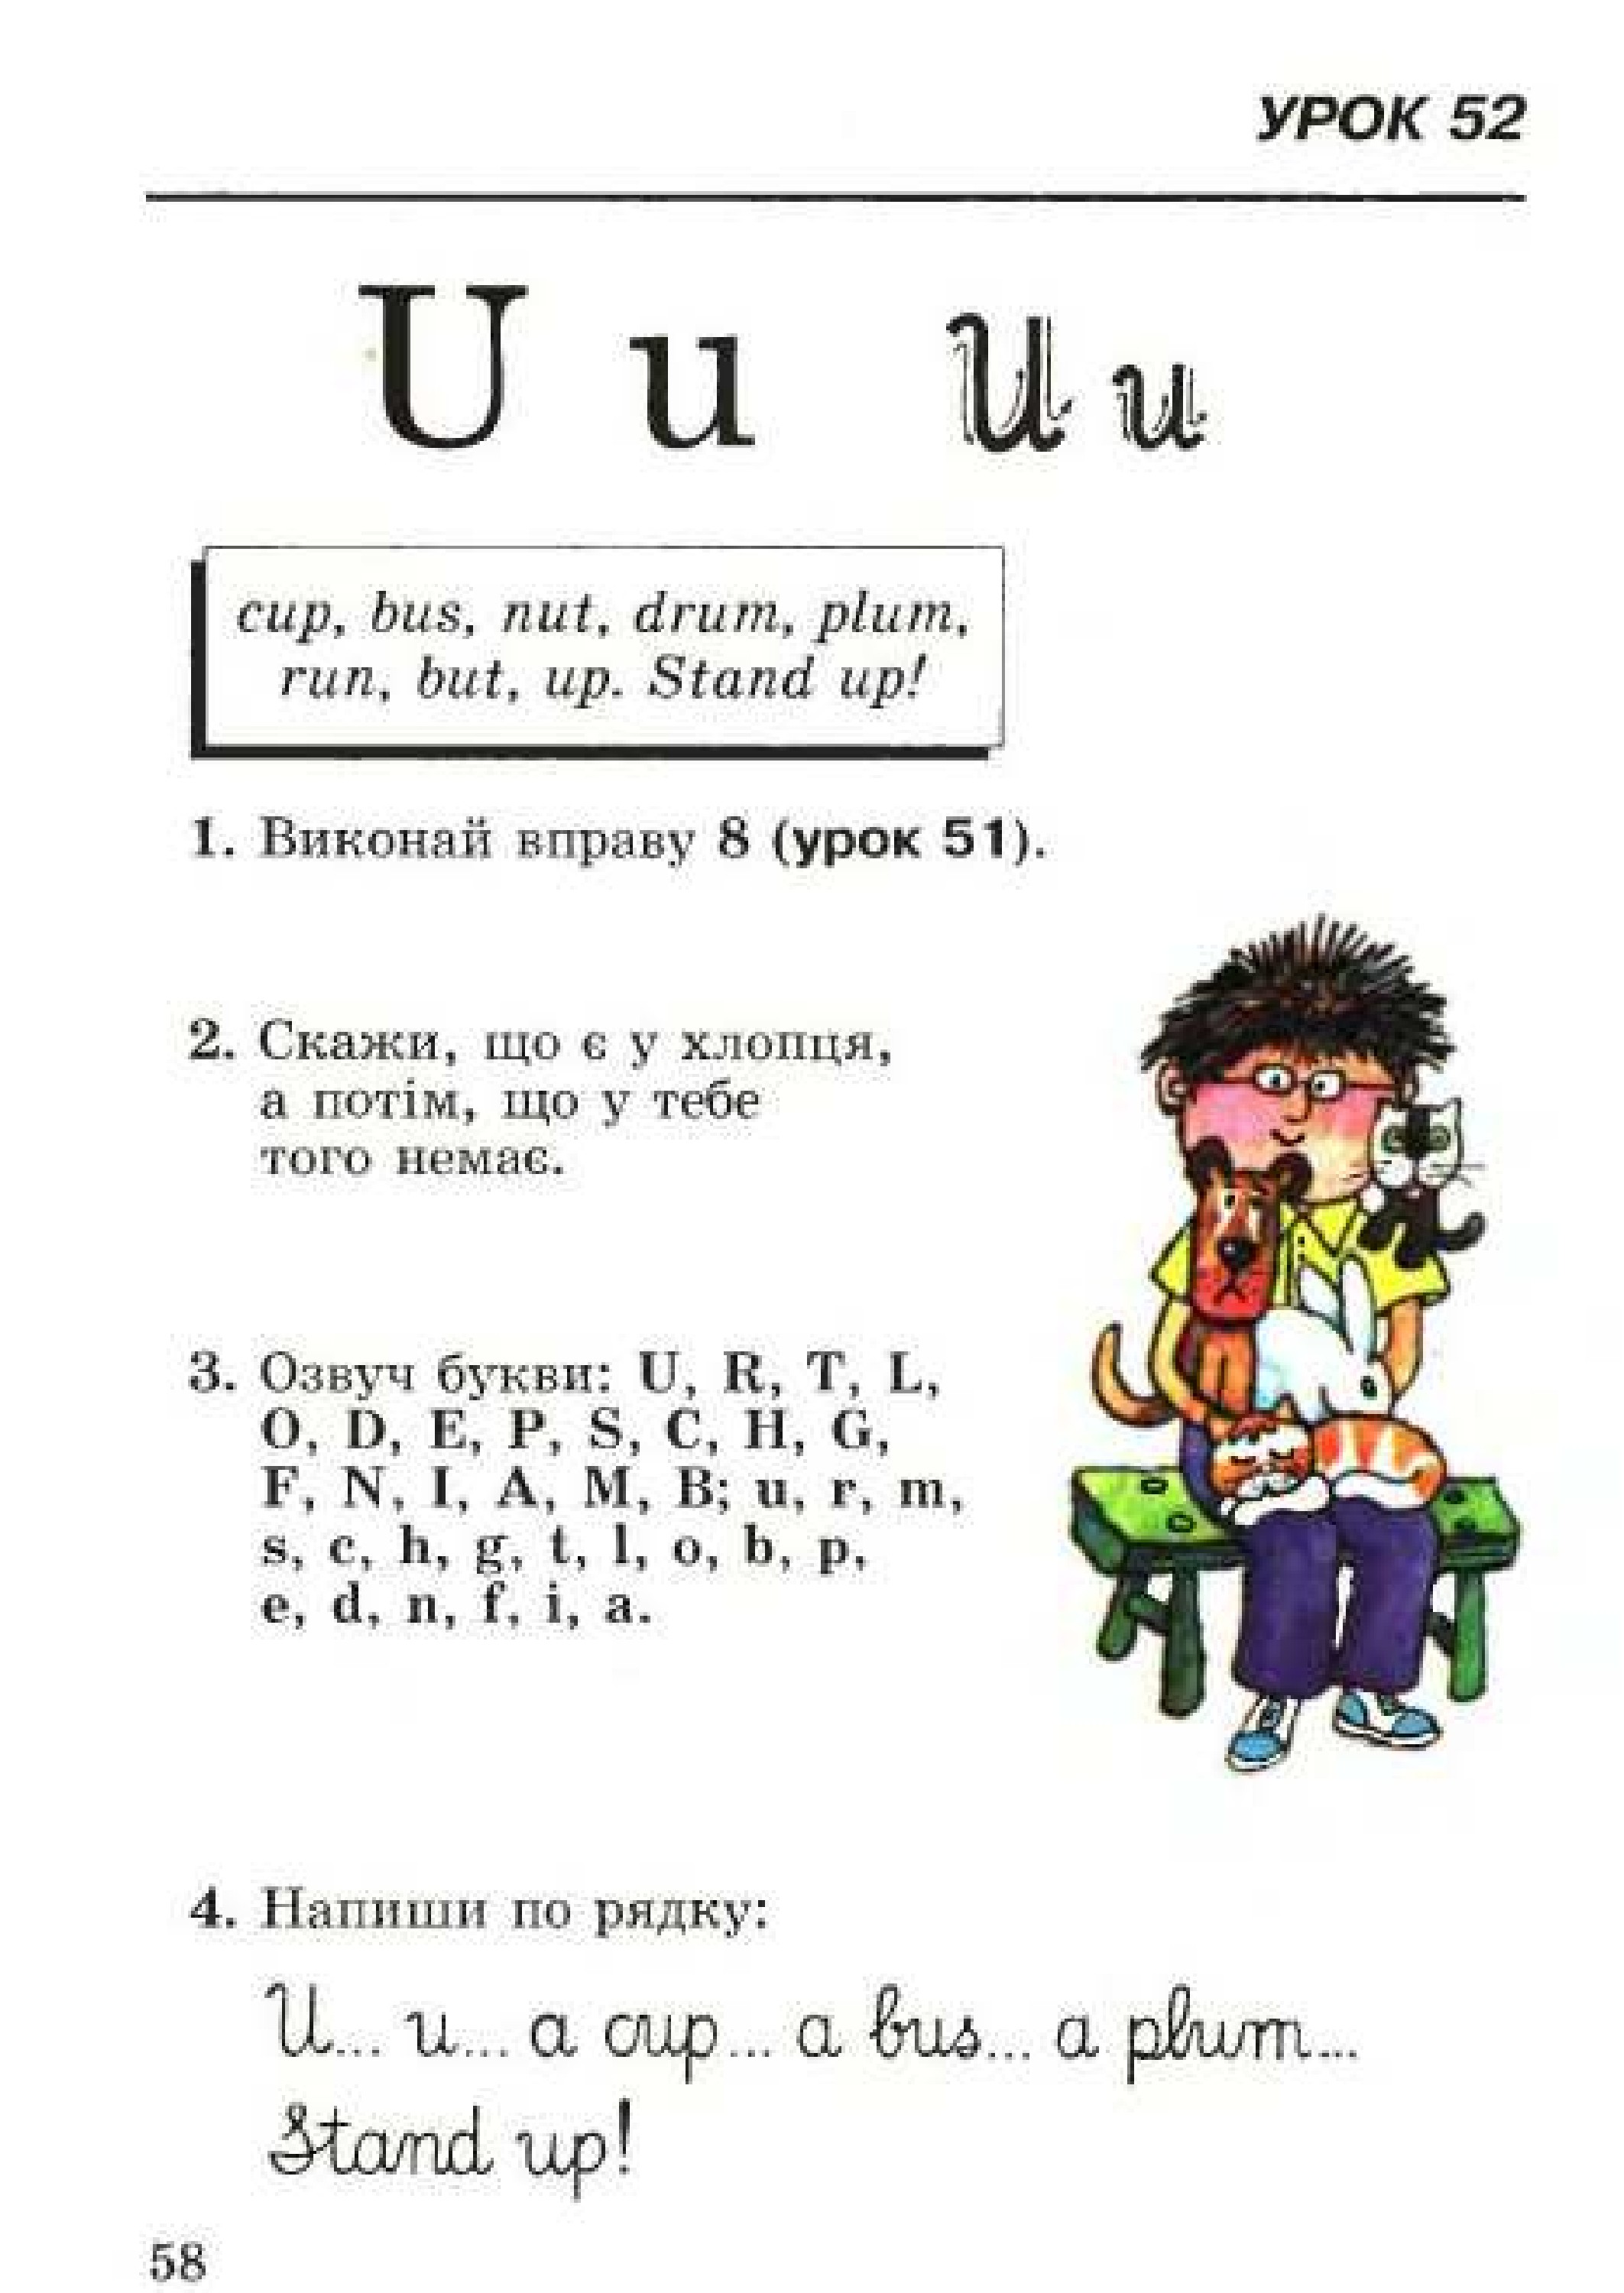 УРОК 52
U u U u
cup, bus, nut, drum, plum,
run, but, up. Stand up!
1. Виконай вправу 8 (урок 51).
2. Скажи, що є у хлопця,
а потім, що у тебе
того немає.
3. Озвуч букви: U, R, T, L,
O, D, E, P, S, C, H, G,
F, N, I, A, M, B; u, r, m,
s, c, h, g, t, l, o, b, p,
e, d, n, f, i, a.
4. Напиши по рядку:
U... u... a cup... a bus... a plum...
Stand up!
58